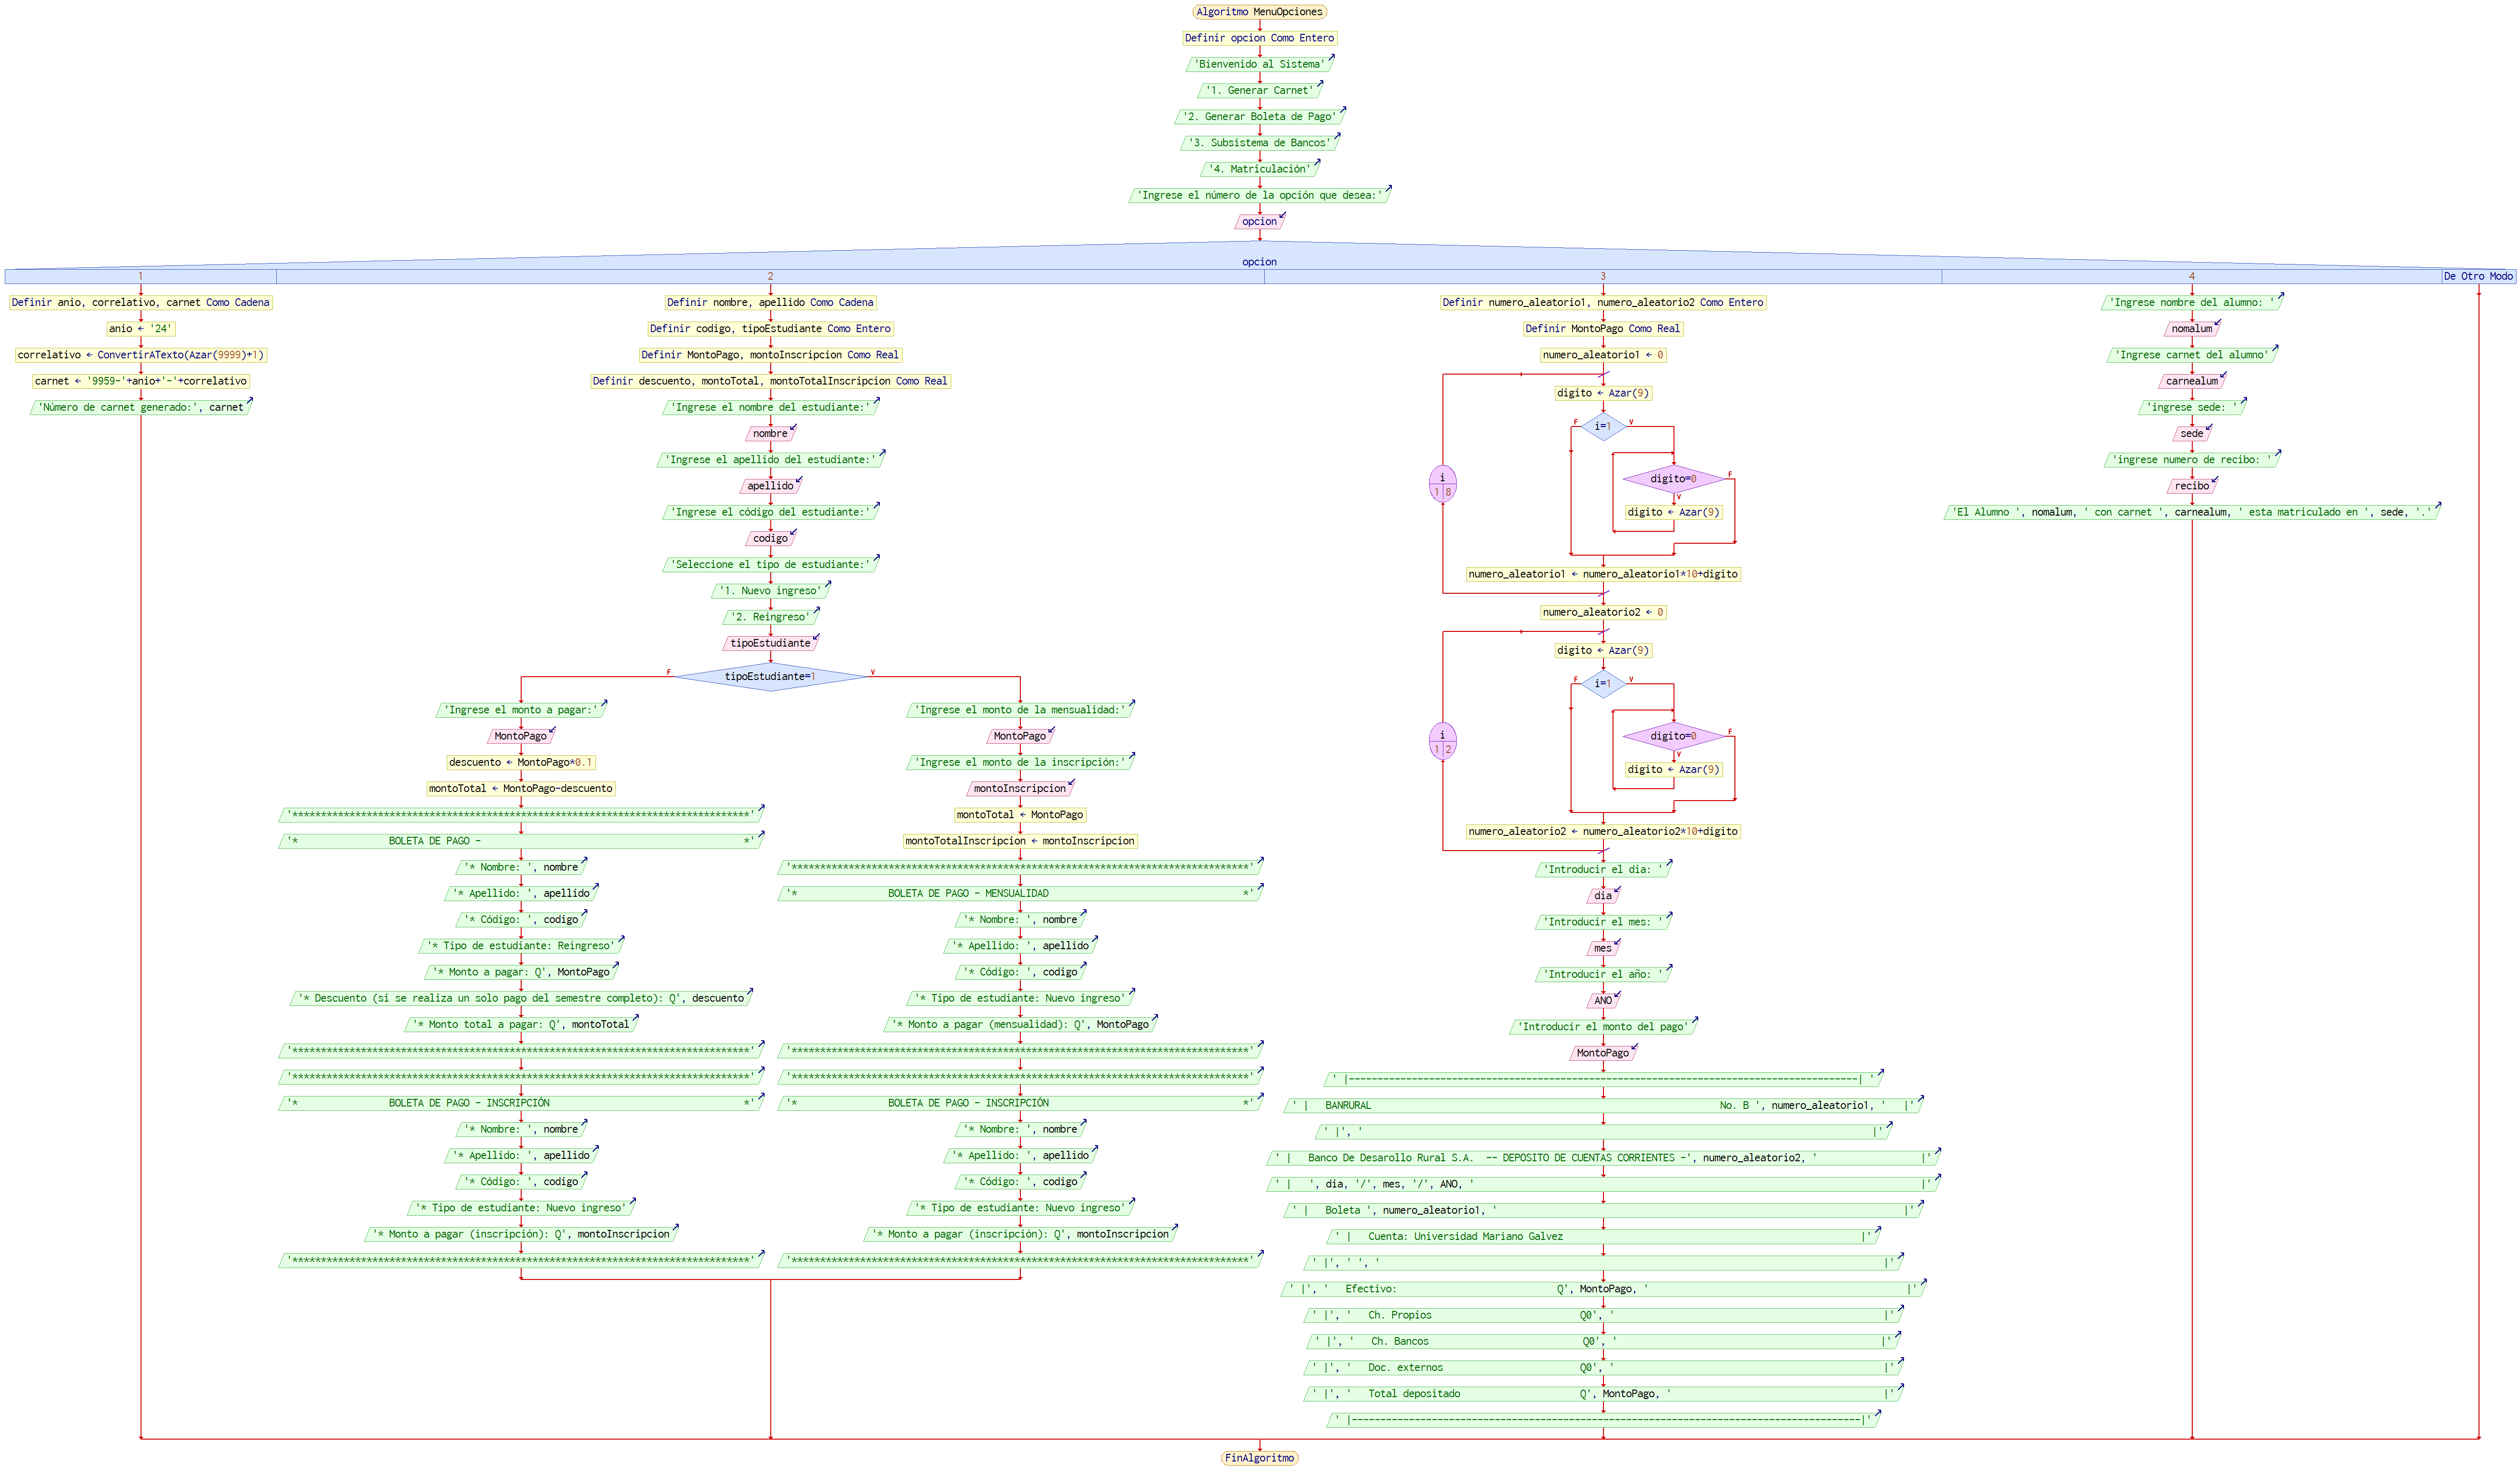 Algoritmo MenuOpciones
Definir opcion Como Entero
'Bienvenido al Sistema'
'1. Generar Carnet'
'2. Generar Boleta de Pago'
'3. Subsistema de Bancos'
'4. Matriculación'
'Ingrese el número de la opción que desea:'
opcion
opcion
1
2
3
4
De Otro Modo
Definir anio, correlativo, carnet Como Cadena
anio ← '24'
correlativo ← ConvertirATexto(Azar(9999)+1)
carnet ← '9959-'+anio+'-'+correlativo
'Número de carnet generado:', carnet
Definir nombre, apellido Como Cadena
Definir codigo, tipoEstudiante Como Entero
Definir MontoPago, montoInscripcion Como Real
Definir descuento, montoTotal, montoTotalInscripcion Como Real
'Ingrese el nombre del estudiante:'
nombre
'Ingrese el apellido del estudiante:'
apellido
'Ingrese el código del estudiante:'
codigo
'Seleccione el tipo de estudiante:'
'1. Nuevo ingreso'
'2. Reingreso'
tipoEstudiante
F
tipoEstudiante=1
V
'Ingrese el monto a pagar:'
MontoPago
descuento ← MontoPago*0.1
montoTotal ← MontoPago-descuento
'********************************************************************************'
'* BOLETA DE PAGO - *'
'* Nombre: ', nombre
'* Apellido: ', apellido
'* Código: ', codigo
'* Tipo de estudiante: Reingreso'
'* Monto a pagar: Q', MontoPago
'* Descuento (si se realiza un solo pago del semestre completo): Q', descuento
'* Monto total a pagar: Q', montoTotal
'********************************************************************************'
'********************************************************************************'
'* BOLETA DE PAGO - INSCRIPCIÓN *'
'* Nombre: ', nombre
'* Apellido: ', apellido
'* Código: ', codigo
'* Tipo de estudiante: Nuevo ingreso'
'* Monto a pagar (inscripción): Q', montoInscripcion
'********************************************************************************'
'Ingrese el monto de la mensualidad:'
MontoPago
'Ingrese el monto de la inscripción:'
montoInscripcion
montoTotal ← MontoPago
montoTotalInscripcion ← montoInscripcion
'********************************************************************************'
'* BOLETA DE PAGO - MENSUALIDAD *'
'* Nombre: ', nombre
'* Apellido: ', apellido
'* Código: ', codigo
'* Tipo de estudiante: Nuevo ingreso'
'* Monto a pagar (mensualidad): Q', MontoPago
'********************************************************************************'
'********************************************************************************'
'* BOLETA DE PAGO - INSCRIPCIÓN *'
'* Nombre: ', nombre
'* Apellido: ', apellido
'* Código: ', codigo
'* Tipo de estudiante: Nuevo ingreso'
'* Monto a pagar (inscripción): Q', montoInscripcion
'********************************************************************************'
Definir numero_aleatorio1, numero_aleatorio2 Como Entero
Definir MontoPago Como Real
numero_aleatorio1 ← 0
digito ← Azar(9)
F
i=1
V
i
1 8
digito=0
F
V
digito ← Azar(9)
numero_aleatorio1 ← numero_aleatorio1*10+digito
numero_aleatorio2 ← 0
digito ← Azar(9)
F
i=1
V
i
1 2
digito=0
F
V
digito ← Azar(9)
numero_aleatorio2 ← numero_aleatorio2*10+digito
'Introducir el dia: '
dia
'Introducir el mes: '
mes
'Introducir el año: '
ANO
'Introducir el monto del pago'
MontoPago
' |-----------------------------------------------------------------------------------------| '
' | BANRURAL No. B ', numero_aleatorio1, ' |'
' |', ' |'
' | Banco De Desarollo Rural S.A. -- DEPOSITO DE CUENTAS CORRIENTES -', numero_aleatorio2, ' |'
' | ', dia, '/', mes, '/', ANO, ' |'
' | Boleta ', numero_aleatorio1, ' |'
' | Cuenta: Universidad Mariano Galvez |'
' |', ' ', ' |'
' |', ' Efectivo: Q', MontoPago, ' |'
' |', ' Ch. Propios Q0', ' |'
' |', ' Ch. Bancos Q0', ' |'
' |', ' Doc. externos Q0', ' |'
' |', ' Total depositado Q', MontoPago, ' |'
' |-----------------------------------------------------------------------------------------|'
'Ingrese nombre del alumno: '
nomalum
'Ingrese carnet del alumno'
carnealum
'ingrese sede: '
sede
'ingrese numero de recibo: '
recibo
'El Alumno ', nomalum, ' con carnet ', carnealum, ' esta matriculado en ', sede, '.'
FinAlgoritmo